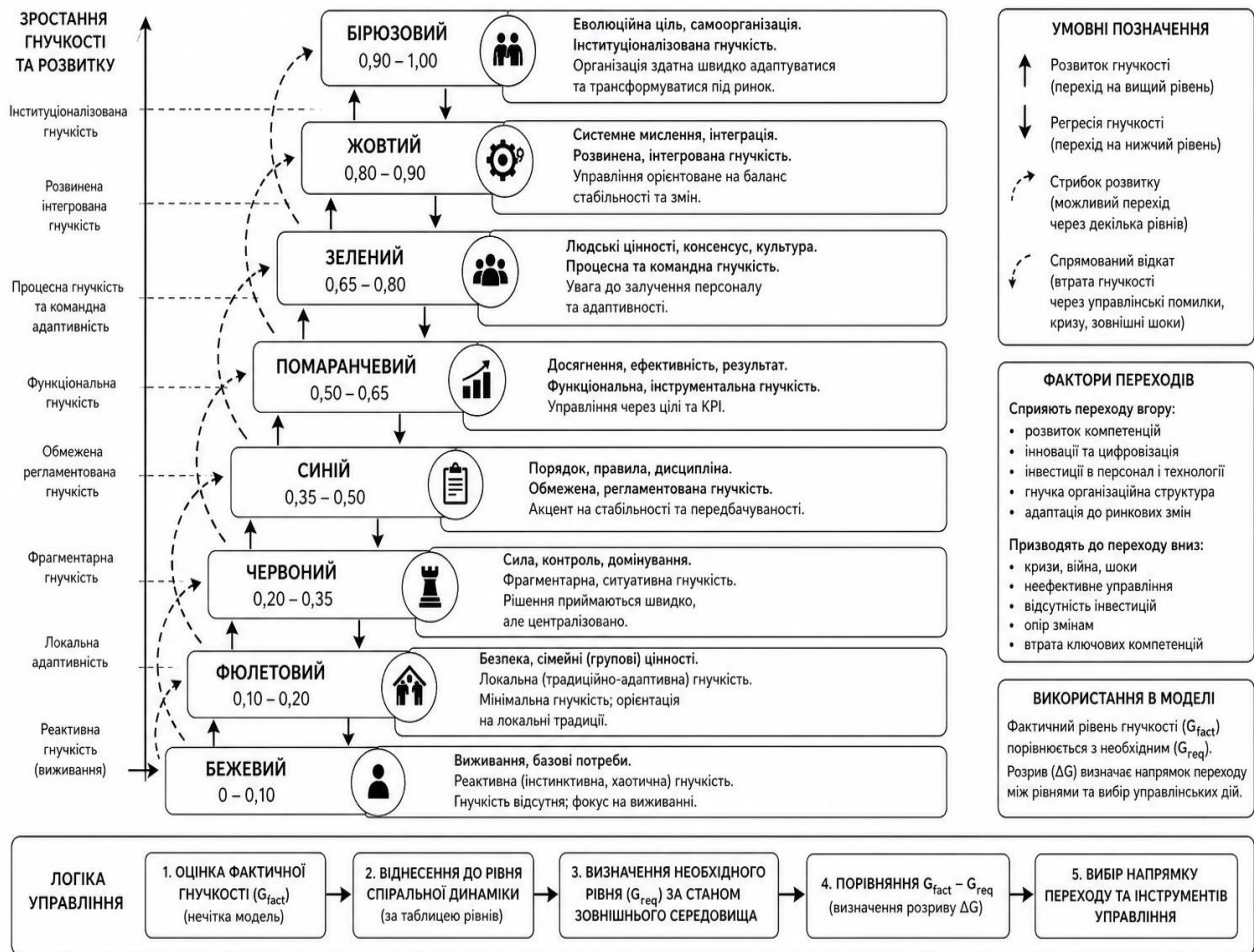 ЗРОСТАННЯ
ГНУЧКОСТІ
ТА РОЗВИТКУ
Інституціоналізована
гнучкість
Розвинена
інтегрована
гнучкість
Процесна гнучкість
та командна
адаптивність
Функціональна
гнучкість
Обмежена
регламентована
гнучкість
Фрагментарна
гнучкість
Локальна
адаптивність
Реактивна
гнучкість
(виживання)
БІРЮЗОВИЙ
0,90 – 1,00
Еволюційна ціль, самоорганізація.
Інституціоналізована гнучкість.
Організація здатна швидко адаптуватися
та трансформуватися під ринок.
ЖОВТИЙ
0,80 – 0,90
Системне мислення, інтеграція.
Розвинена, інтегрована гнучкість.
Управління орієнтоване на баланс
стабільності та змін.
ЗЕЛЕНИЙ
0,65 – 0,80
Людські цінності, консенсус, культура.
Процесна та командна гнучкість.
Увага до залучення персоналу
та адаптивності.
ПОМАРАНЧЕВИЙ
0,50 – 0,65
Досягнення, ефективність, результат.
Функціональна, інструментальна гнучкість.
Управління через цілі та KPI.
СИНІЙ
0,35 – 0,50
Порядок, правила, дисципліна.
Обмежена, регламентована гнучкість.
Акцент на стабільності та передбачуваності.
ЧЕРВОНИЙ
0,20 – 0,35
Сила, контроль, домінування.
Фрагментарна, ситуативна гнучкість.
Рішення приймаються швидко,
але централізовано.
ФЮЛЕТОВИЙ
0,10 – 0,20
Безпека, сімейні (групові) цінності.
Локальна (традиційно-адаптивна) гнучкість.
Мінімальна гнучкість; орієнтація
на локальні традиції.
БЕЖЕВИЙ
0 – 0,10
Виживання, базові потреби.
Реактивна (інстинктивна, хаотична) гнучкість.
Гнучкість відсутня; фокус на виживанні.
УМОВНІ ПОЗНАЧЕННЯ
Розвиток гнучкості
(перехід на вищий рівень)
Регресія гнучкості
(перехід на нижчий рівень)
Стрибок розвитку
(можливий перехід
через декілька рівнів)
Спрямований відкат
(втрата гнучкості
через управлінські помилки,
кризу, зовнішні шоки)
ФАКТОРИ ПЕРЕХОДІВ
Сприяють переходу вгору:
• розвиток компетенцій
• інновації та цифровізація
• інвестиції в персонал і технології
• гнучка організаційна структура
• адаптація до ринкових змін
Призводять до переходу вниз:
• кризи, війна, шоки
• неефективне управління
• відсутність інвестицій
• опір змінам
• втрата ключових компетенцій
ВИКОРИСТАННЯ В МОДЕЛІ
Фактичний рівень гнучкості (G_fact)
порівнюється з необхідним (G_req).
Розрив (ΔG) визначає напрямок переходу
між рівнями та вибір управлінських дій.
ЛОГІКА
УПРАВЛІННЯ
1. ОЦІНКА ФАКТИЧНОЇ
ГНУЧКОСТІ (G_fact)
(нечітка модель)
2. ВІДНЕСЕННЯ ДО РІВНЯ
СПІРАЛЬНОЇ ДИНАМІКИ
(за таблицею рівнів)
3. ВИЗНАЧЕННЯ НЕОБХІДНОГО
РІВНЯ (G_req) ЗА СТАНОМ
ЗОВНІШНЬОГО СЕРЕДОВИЩА
4. ПОРІВНЯННЯ G_fact – G_req
(визначення розриву ΔG)
5. ВИБІР НАПРЯМКУ
ПЕРЕХОДУ ТА ІНСТРУМЕНТІВ
УПРАВЛІННЯ